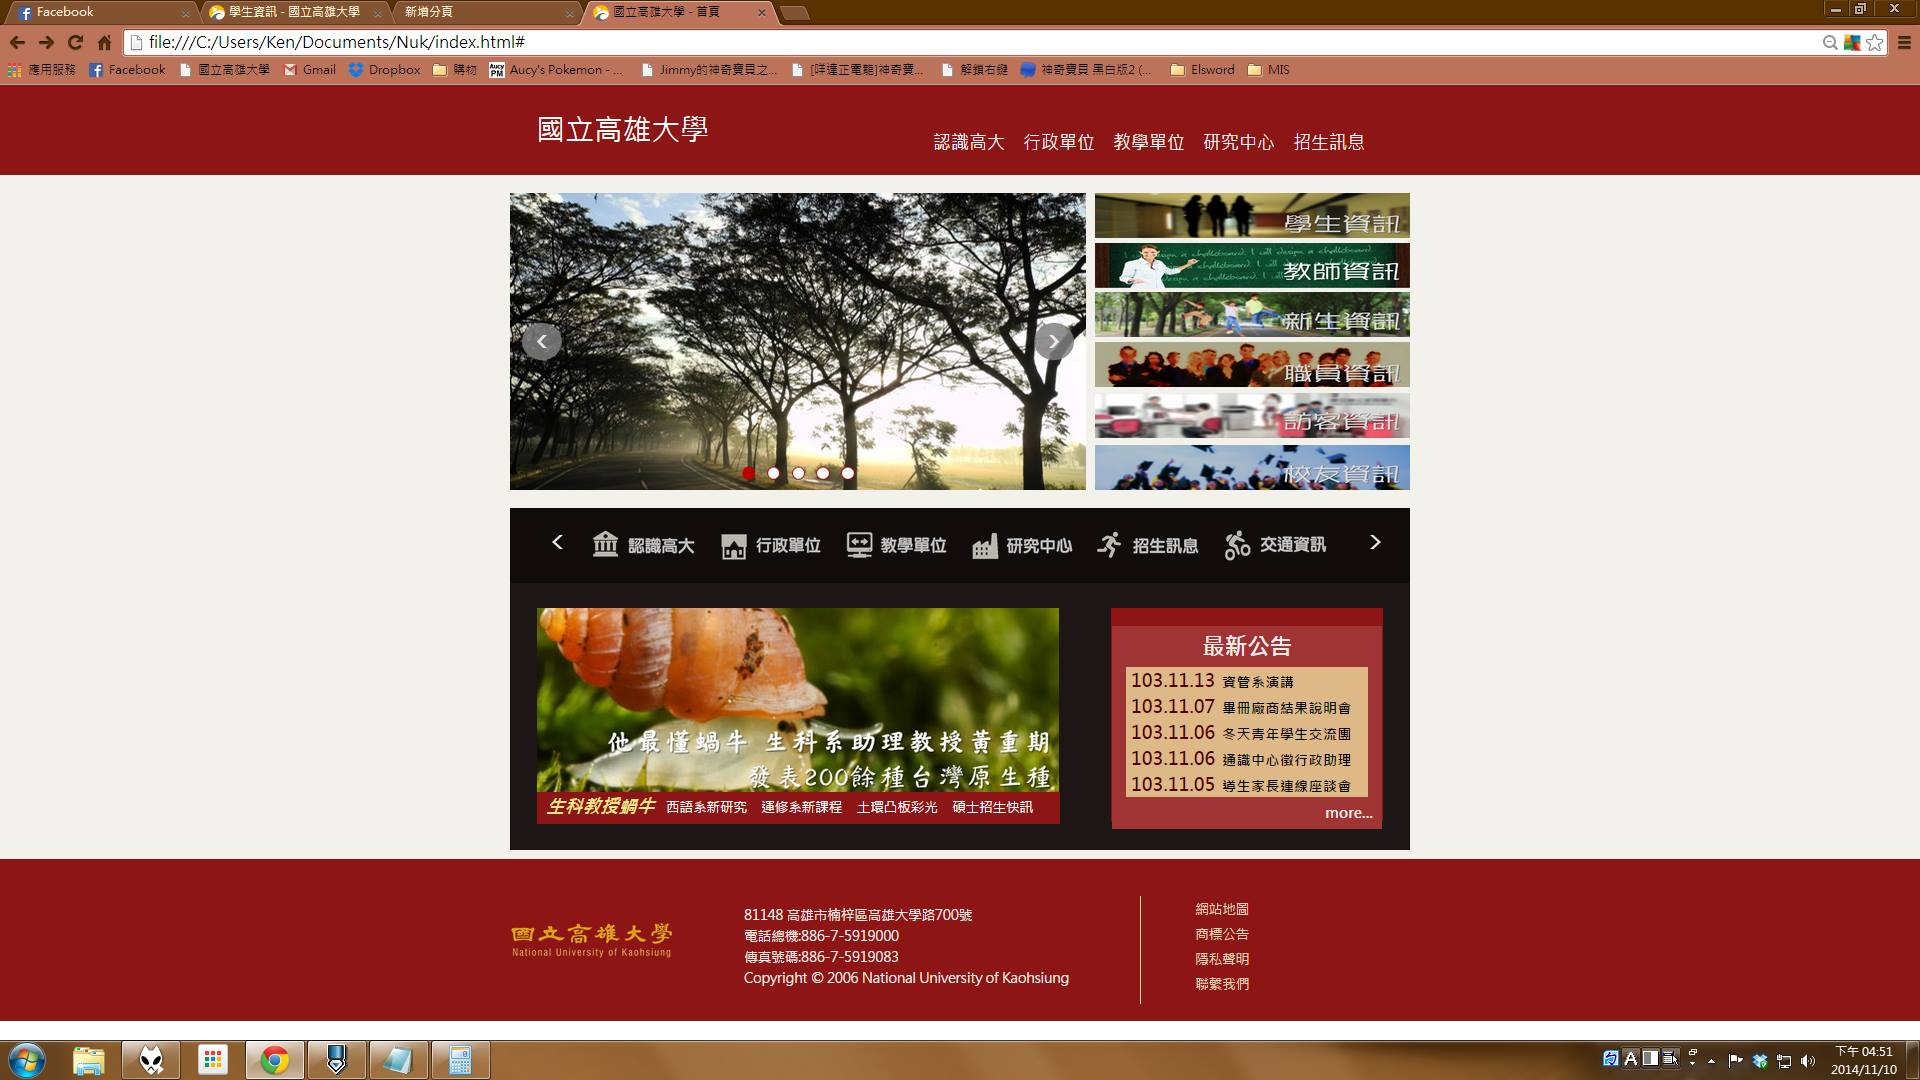 Facebook
學生資訊 - 國立高雄大學
新增分頁
國立高雄大學 - 首頁
file:///C:/Users/Ken/Documents/Nuk/index.html#
應用服務 Facebook 國立高雄大學 Gmail Dropbox 購物 Aucy's Pokemon - ... Jimmy的神奇寶貝之... [咩達正電龍]神奇寶... 解鎖右鍵 神奇寶貝 黑白版2 (... Elsword MIS
國立高雄大學
認識高大 行政單位 教學單位 研究中心 招生訊息
學生資訊
教師資訊
新生資訊
職員資訊
訪客資訊
校友資訊
認識高大 行政單位 教學單位 研究中心 招生訊息 交通資訊
他最懂蝸牛 生科系助理教授黃重期
發表200餘種台灣原生種
生科教授蝸牛 西語系新研究 運修系新課程 土環凸板彩光 碩士招生快訊
最新公告
103.11.13 資管系演講
103.11.07 畢冊廠商結果說明會
103.11.06 冬天青年學生交流團
103.11.06 通識中心徵行政助理
103.11.05 導生家長連線座談會
more...
國立高雄大學
National University of Kaohsiung
81148 高雄市楠梓區高雄大學路700號
電話總機:886-7-5919000
傳真號碼:886-7-5919083
Copyright © 2006 National University of Kaohsiung
網站地圖
商標公告
隱私聲明
聯繫我們
下午 04:51
2014/11/10